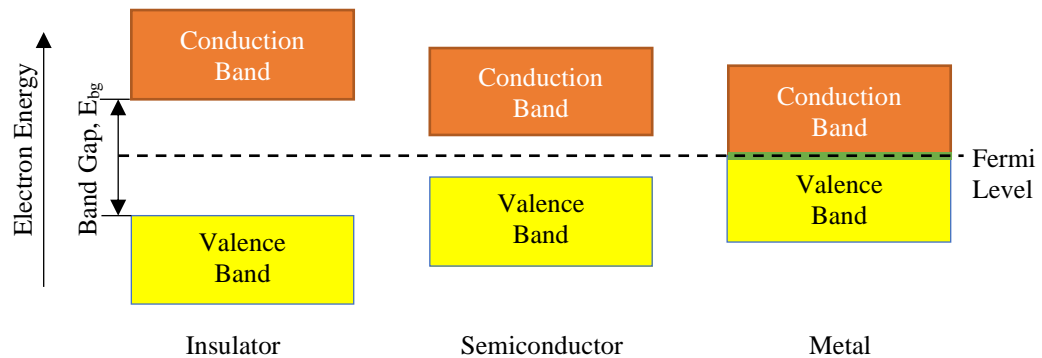 Electron Energy
Band Gap, E_bg
Conduction
Band
Valence
Band
Insulator
Conduction
Band
Valence
Band
Semiconductor
Conduction
Band
Valence
Band
Metal
Fermi
Level